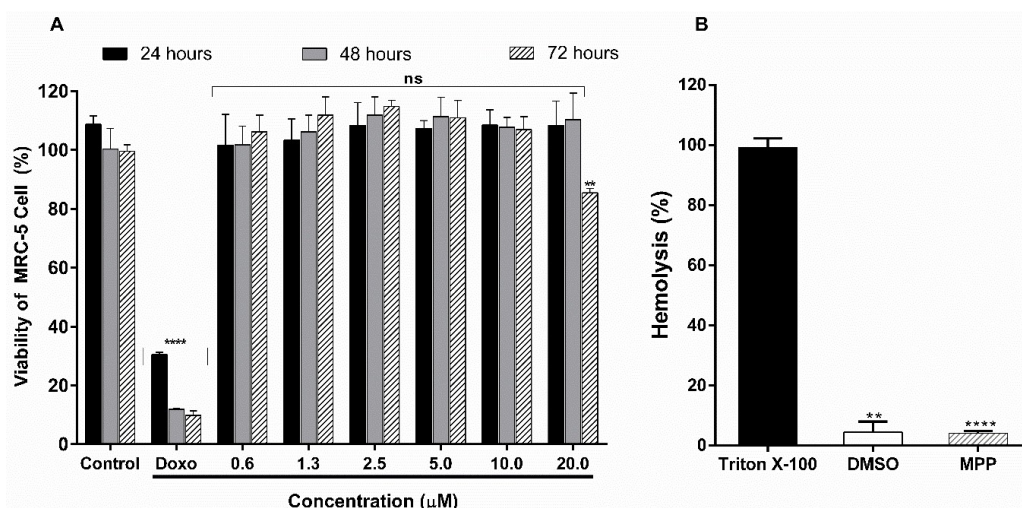 A
24 hours
48 hours
72 hours
ns
120
100
80
60
40
20
0
Viability of MRC-5 Cell (%)
****
**
Control
Doxo
0.6
1.3
2.5
5.0
10.0
20.0
Concentration (µM)
B
120
100
80
60
40
20
0
Hemolysis (%)
**
****
Triton X-100
DMSO
MPP